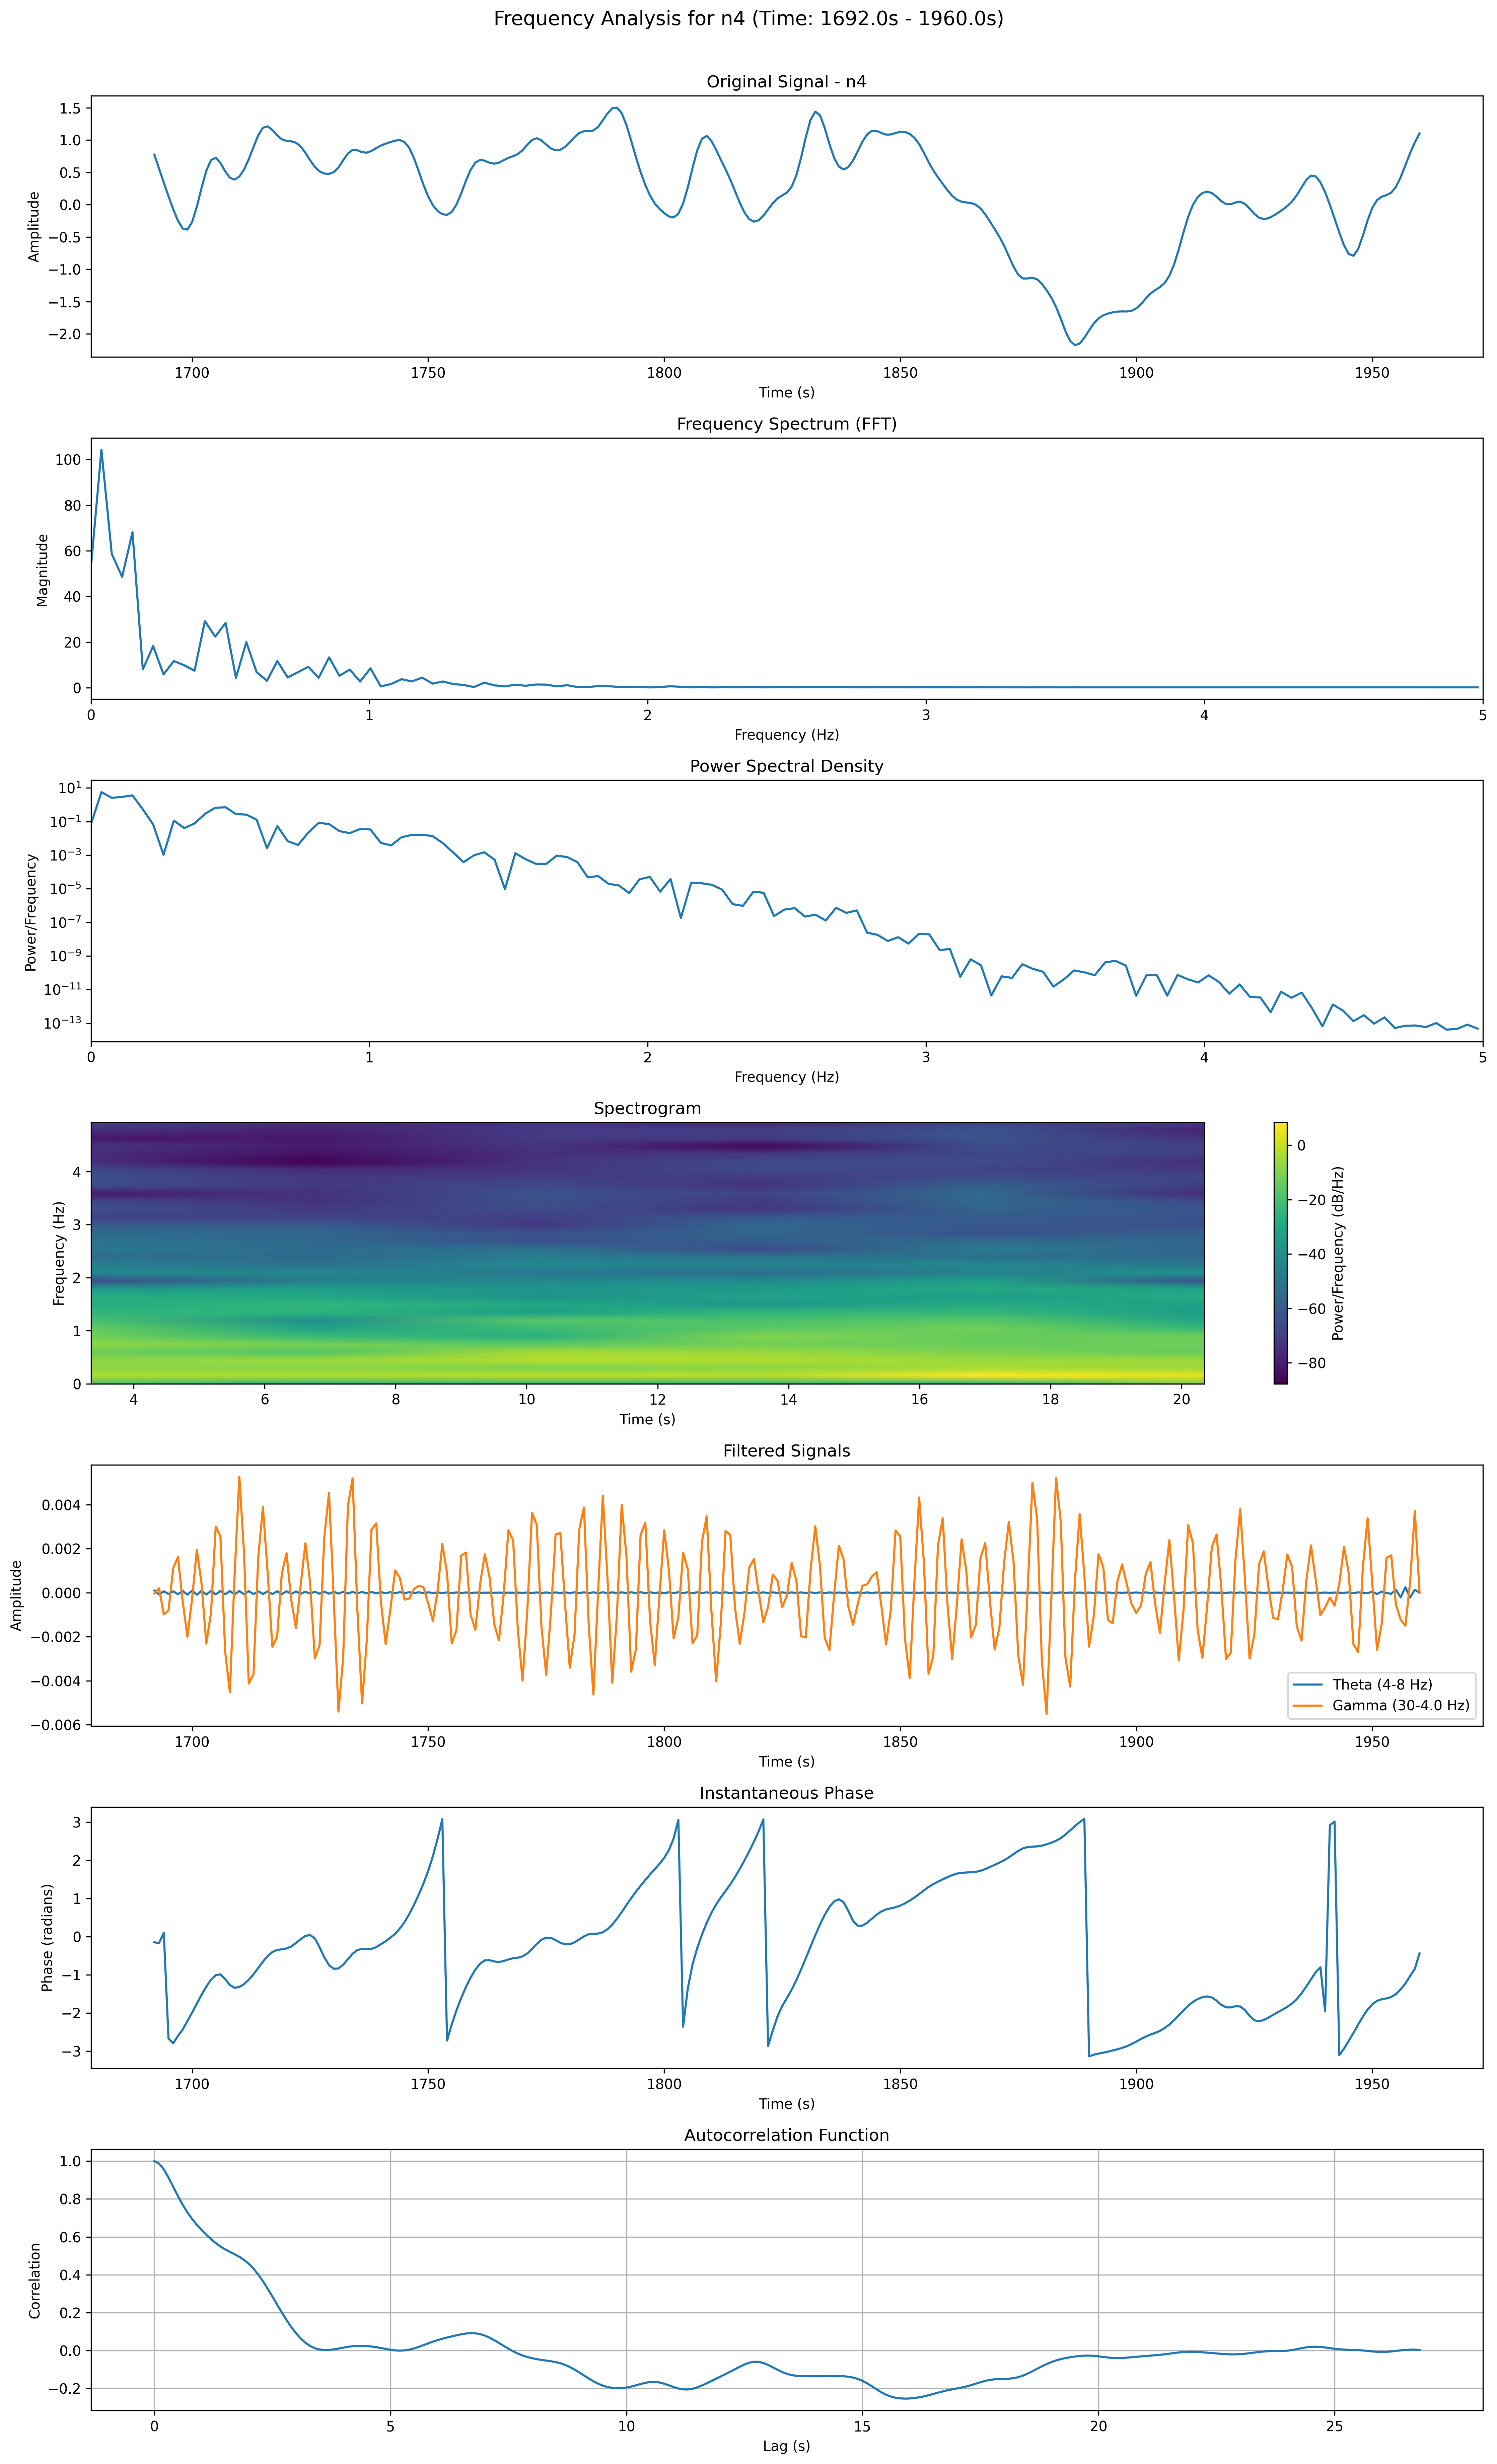 Frequency Analysis for n4 (Time: 1692.0s - 1960.0s)
Original Signal - n4
1.5
1.0
0.5
0.0
−0.5
−1.0
−1.5
−2.0
Amplitude
1700 1750 1800 1850 1900 1950
Time (s)
Frequency Spectrum (FFT)
100
80
60
40
20
0
Magnitude
0 1 2 3 4 5
Frequency (Hz)
Power Spectral Density
10¹
10⁻¹
10⁻³
10⁻⁵
10⁻⁷
10⁻⁹
10⁻¹¹
10⁻¹³
Power/Frequency
0 1 2 3 4 5
Frequency (Hz)
Spectrogram
4
3
2
1
0
Frequency (Hz)
4 6 8 10 12 14 16 18 20
Time (s)
0
−20
−40
−60
−80
Power/Frequency (dB/Hz)
Filtered Signals
0.004
0.002
0.000
−0.002
−0.004
−0.006
Amplitude
Theta (4-8 Hz)
Gamma (30-4.0 Hz)
1700 1750 1800 1850 1900 1950
Time (s)
Instantaneous Phase
3
2
1
0
−1
−2
−3
Phase (radians)
1700 1750 1800 1850 1900 1950
Time (s)
Autocorrelation Function
1.0
0.8
0.6
0.4
0.2
0.0
−0.2
Correlation
0 5 10 15 20 25
Lag (s)